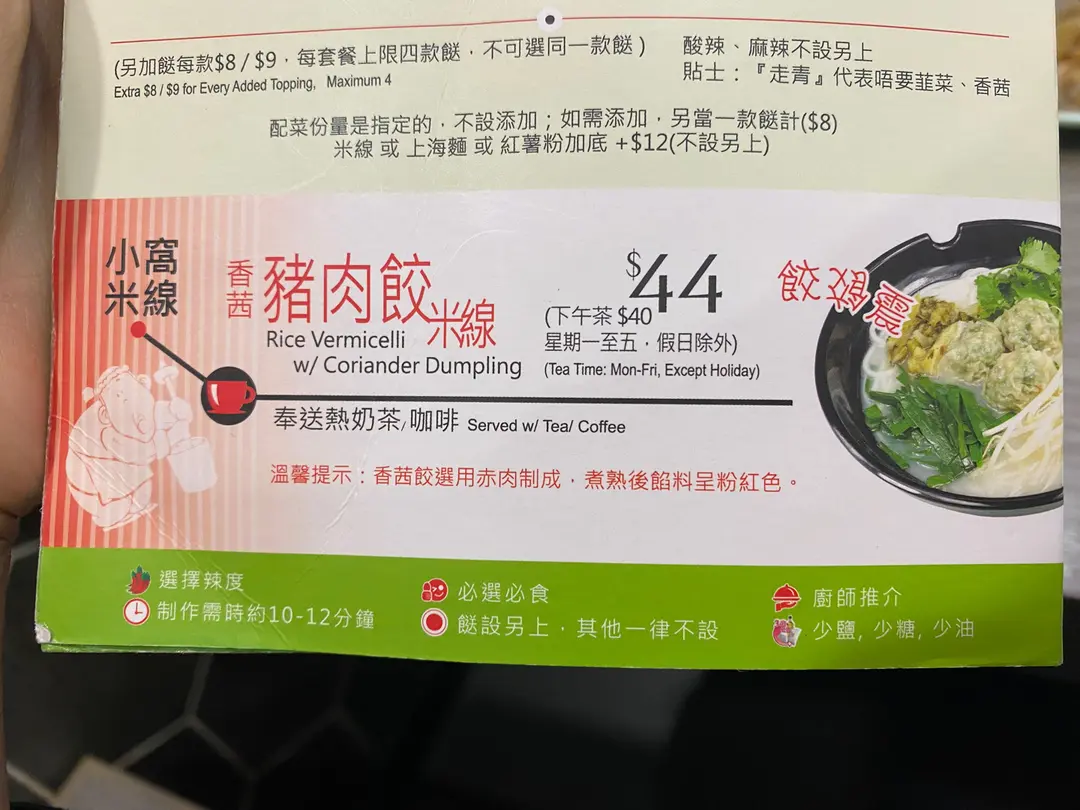 (另加餸每款$8 / $9，每套餐上限四款餸，不可選同一款餸)
Extra $8 / $9 for Every Added Topping, Maximum 4
酸辣、麻辣不設另上
貼士：『走青』代表唔要韮菜、香茜
配菜份量是指定的，不設添加；如需添加，另當一款餸計($8)
米線 或 上海麵 或 紅薯粉加底 +$12(不設另上)
小窩
米線
香茜
豬肉餃
米線
Rice Vermicelli
w/ Coriander Dumpling
$44
(下午茶 $40
星期一至五，假日除外)
(Tea Time: Mon-Fri, Except Holiday)
奉送熱奶茶/咖啡 Served w/ Tea/ Coffee
溫馨提示：香茜餃選用赤肉制成，煮熟後餡料呈粉紅色。
選擇辣度
制作需時約10-12分鐘
必選必食
餸設另上，其他一律不設
廚師推介
少鹽, 少糖, 少油